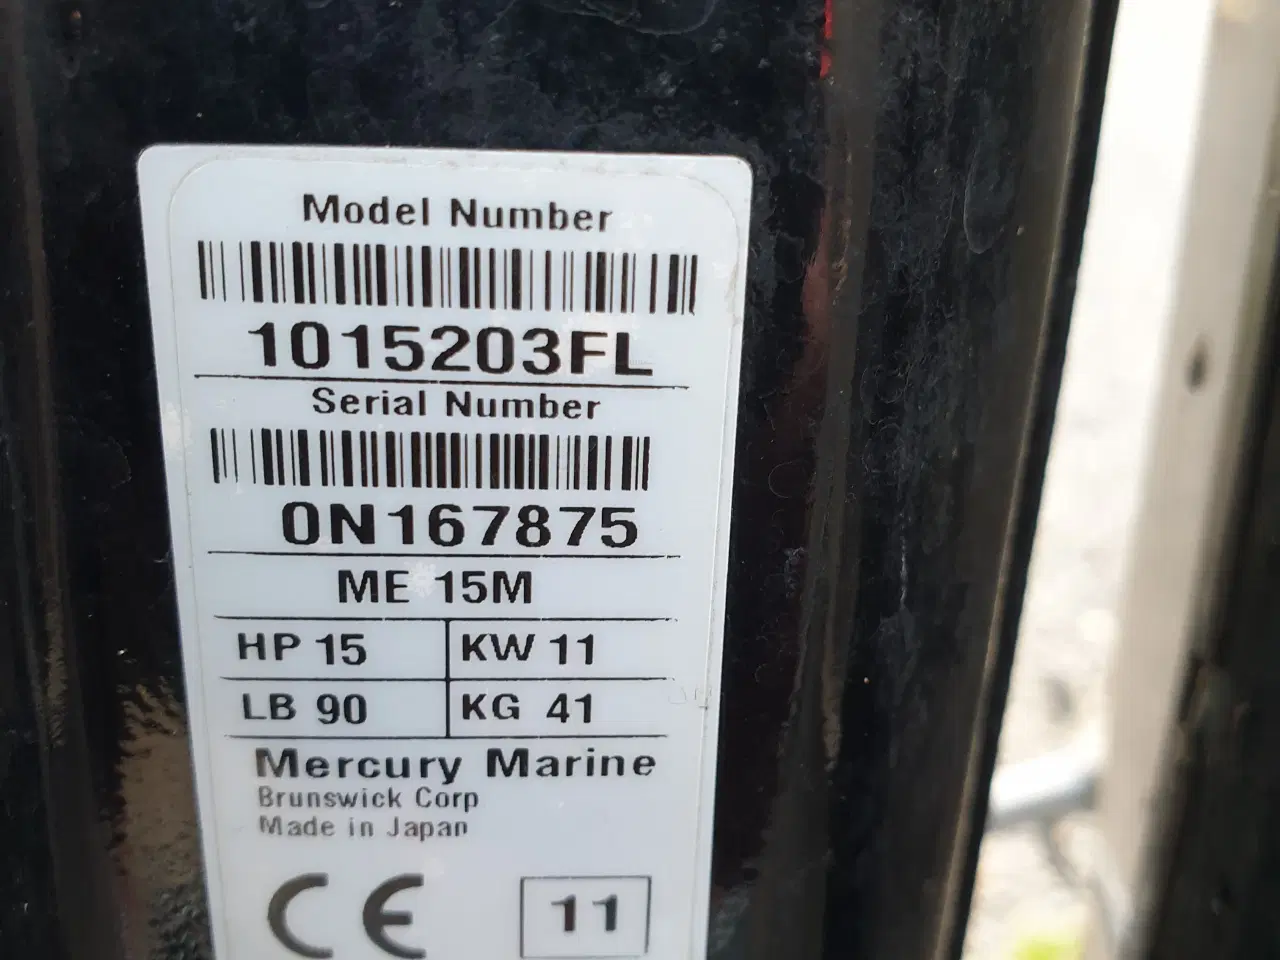 Model Number
1015203FL
Serial Number
0N167875
ME 15M
HP 15 KW 11
LB 90 KG 41
Mercury Marine
Brunswick Corp
Made in Japan
CE 11